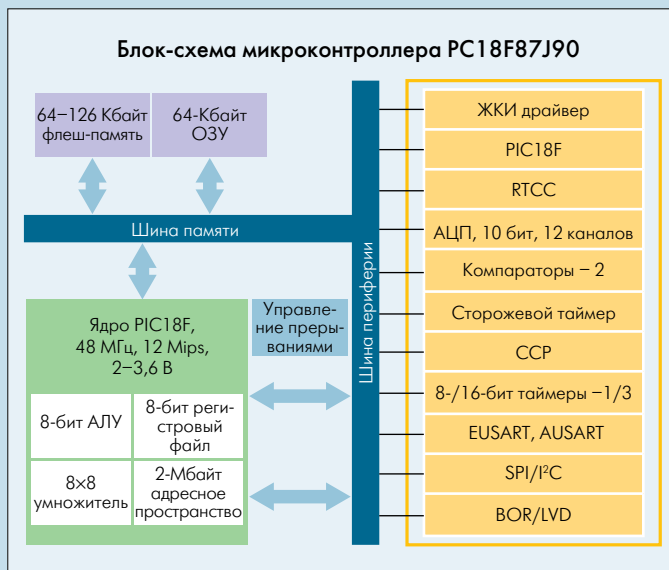 Блок-схема микроконтроллера PC18F87J90
64–126 Кбайт
флеш-память
64-Кбайт
ОЗУ
Шина памяти
Ядро PIC18F,
48 МГц, 12 Mips,
2–3,6 В
8-бит АЛУ
8-бит реги-
стровый
файл
8×8
умножитель
2-Мбайт
адресное
пространство
Управле-
ние преры-
ваниями
Шина периферии
ЖКИ драйвер
PIC18F
RTCC
АЦП, 10 бит, 12 каналов
Компараторы – 2
Сторожевой таймер
CCP
8-/16-бит таймеры –1/3
EUSART, AUSART
SPI/I²C
BOR/LVD